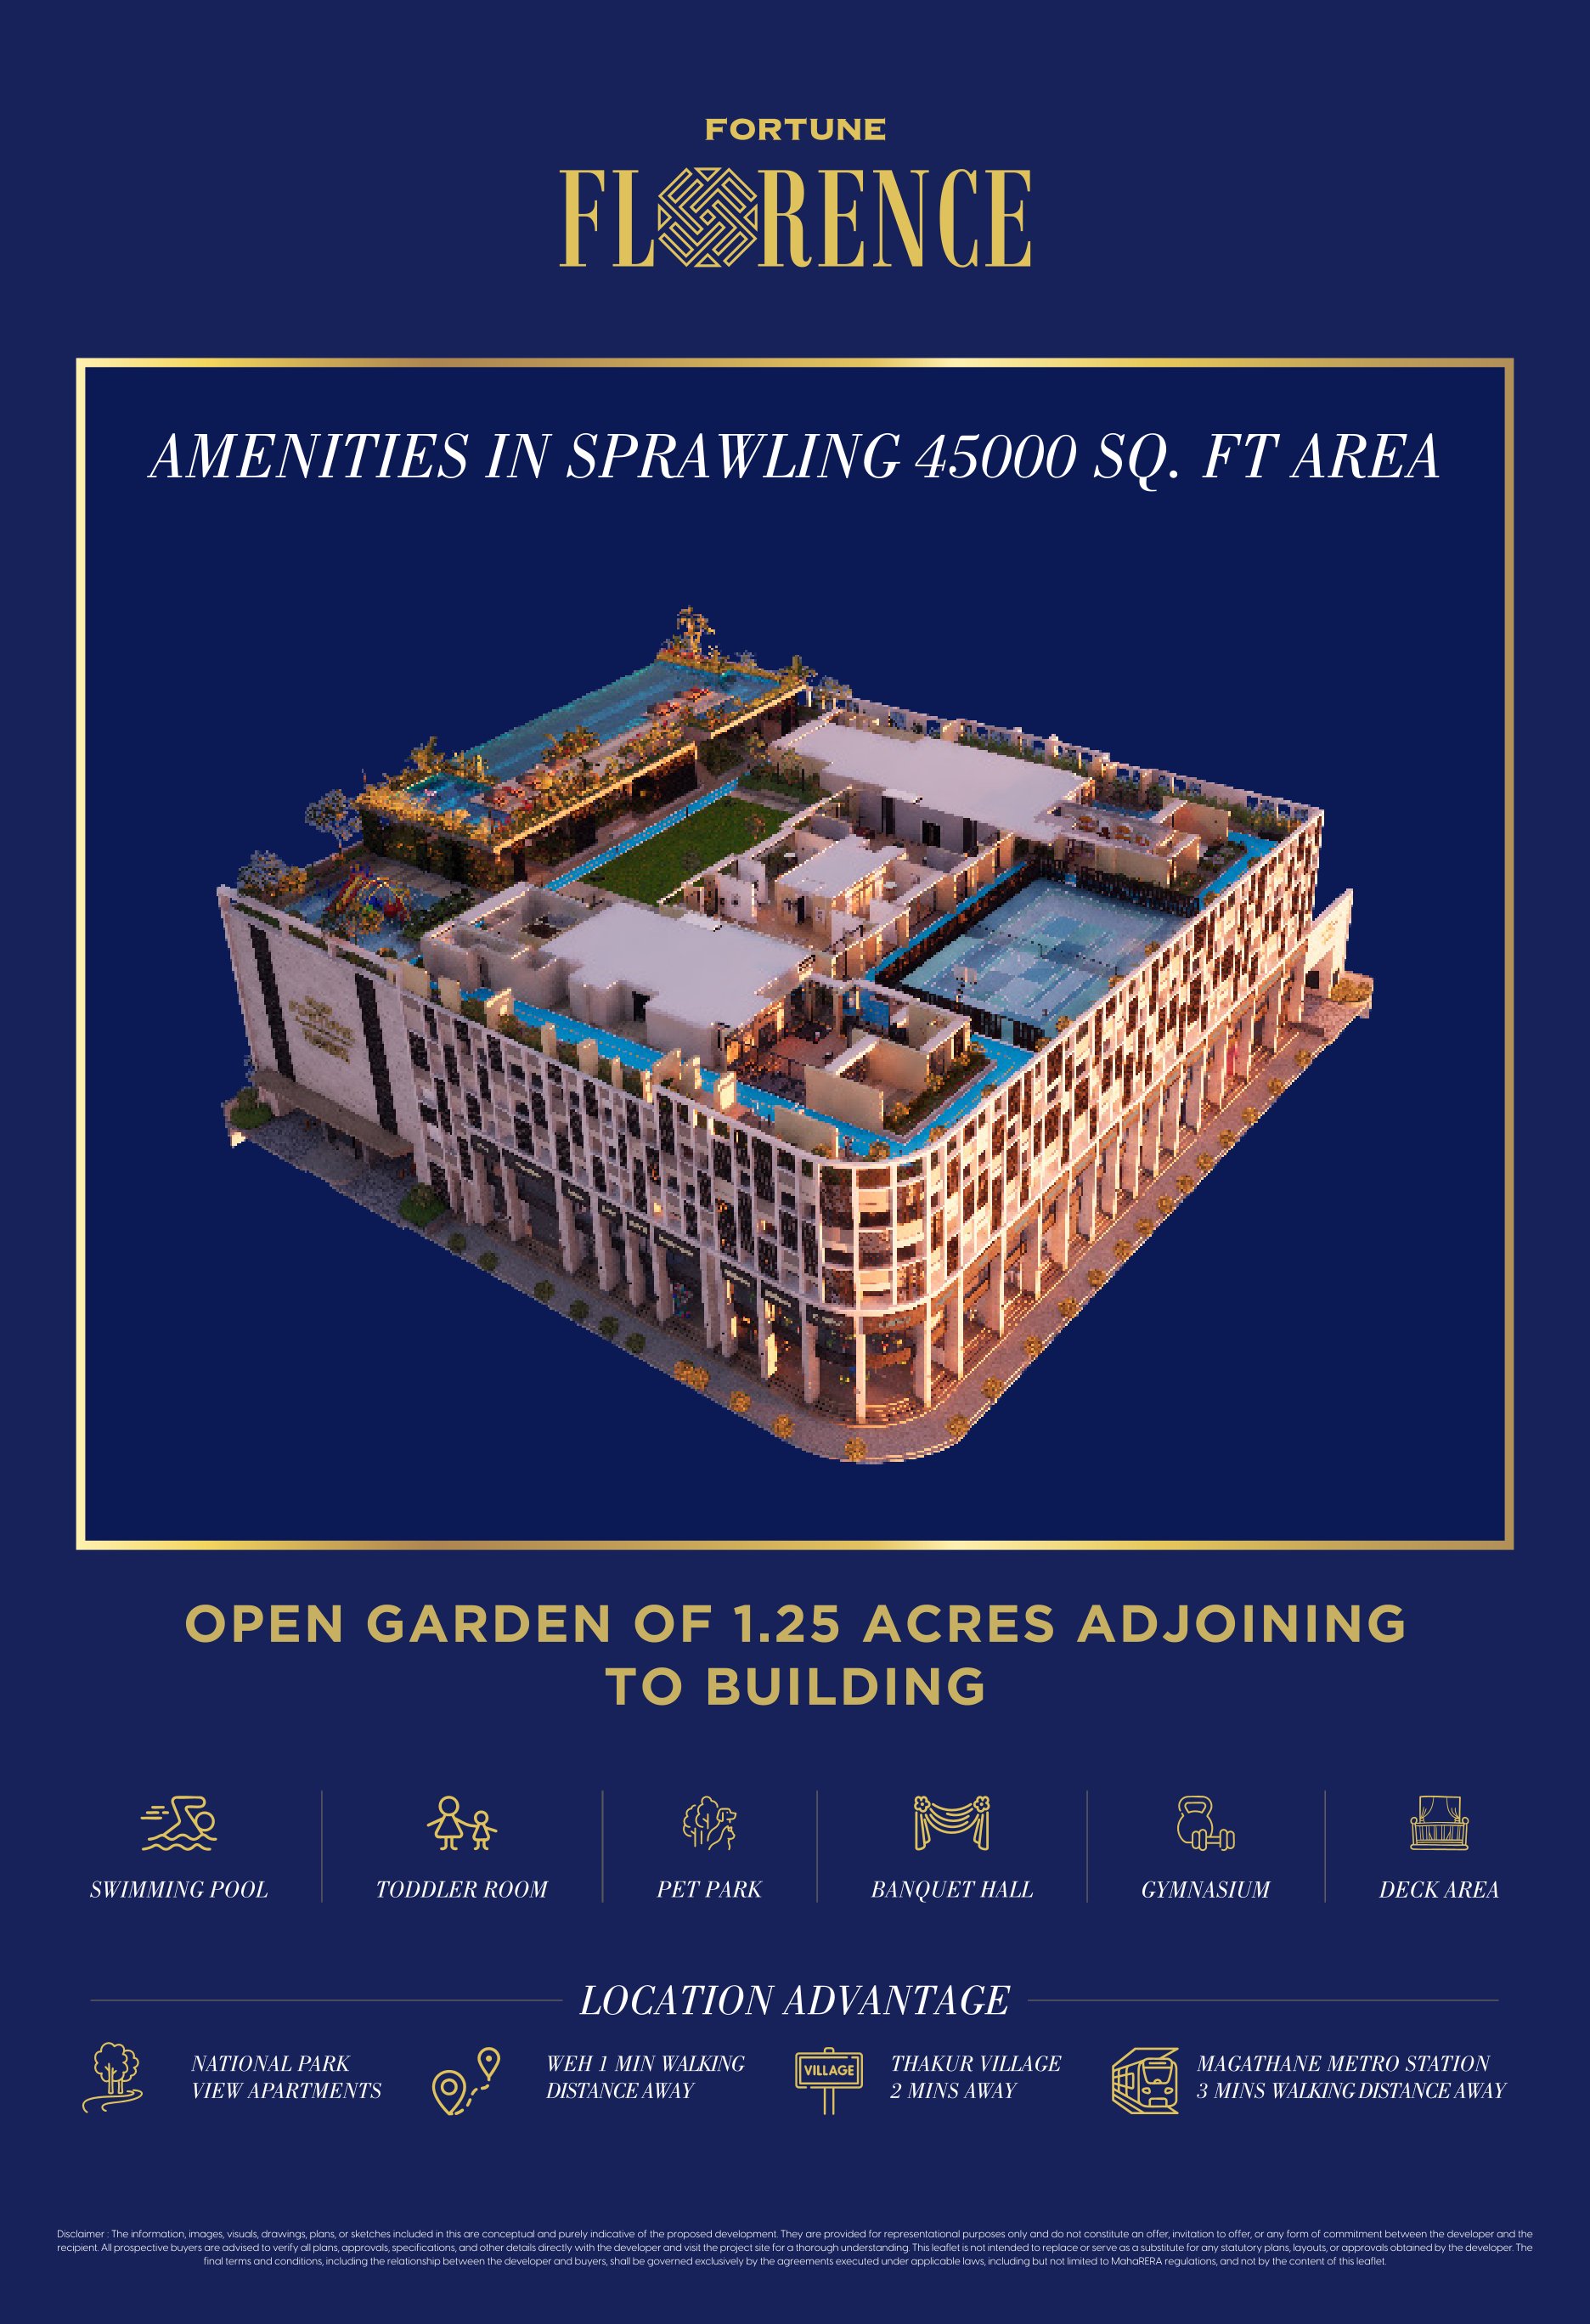 FORTUNE
FLORENCE
AMENITIES IN SPRAWLING 45000 SQ. FT AREA
OPEN GARDEN OF 1.25 ACRES ADJOINING
TO BUILDING
SWIMMING POOL
TODDLER ROOM
PET PARK
BANQUET HALL
GYMNASIUM
DECK AREA
LOCATION ADVANTAGE
NATIONAL PARK
VIEW APARTMENTS
WEH 1 MIN WALKING
DISTANCE AWAY
VILLAGE
THAKUR VILLAGE
2 MINS AWAY
MAGATHANE METRO STATION
3 MINS WALKING DISTANCE AWAY
Disclaimer : The information, images, visuals, drawings, plans, or sketches included in this are conceptual and purely indicative of the proposed development. They are provided for representational purposes only and do not constitute an offer, invitation to offer, or any form of commitment between the developer and the
recipient. All prospective buyers are advised to verify all plans, approvals, specifications, and other details directly with the developer and visit the project site for a thorough understanding. This leaflet is not intended to replace or serve as a substitute for any statutory plans, layouts, or approvals obtained by the developer. The
final terms and conditions, including the relationship between the developer and buyers, shall be governed exclusively by the agreements executed under applicable laws, including but not limited to MahaRERA regulations, and not by the content of this leaflet.